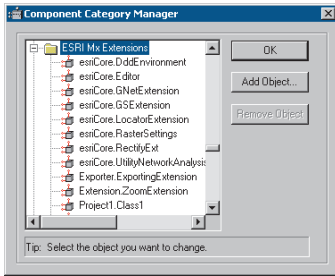 Component Category Manager
ESRI Mx Extensions
esriCore.DddEnvironment
esriCore.Editor
esriCore.GNetExtension
esriCore.GSExtension
esriCore.LocatorExtension
esriCore.RasterSettings
esriCore.RectifyExt
esriCore.UtilityNetworkAnalysis
Exporter.ExportingExtension
Extension.ZoomExtension
Project1.Class1
OK
Add Object...
Remove Object
Tip: Select the object you want to change.